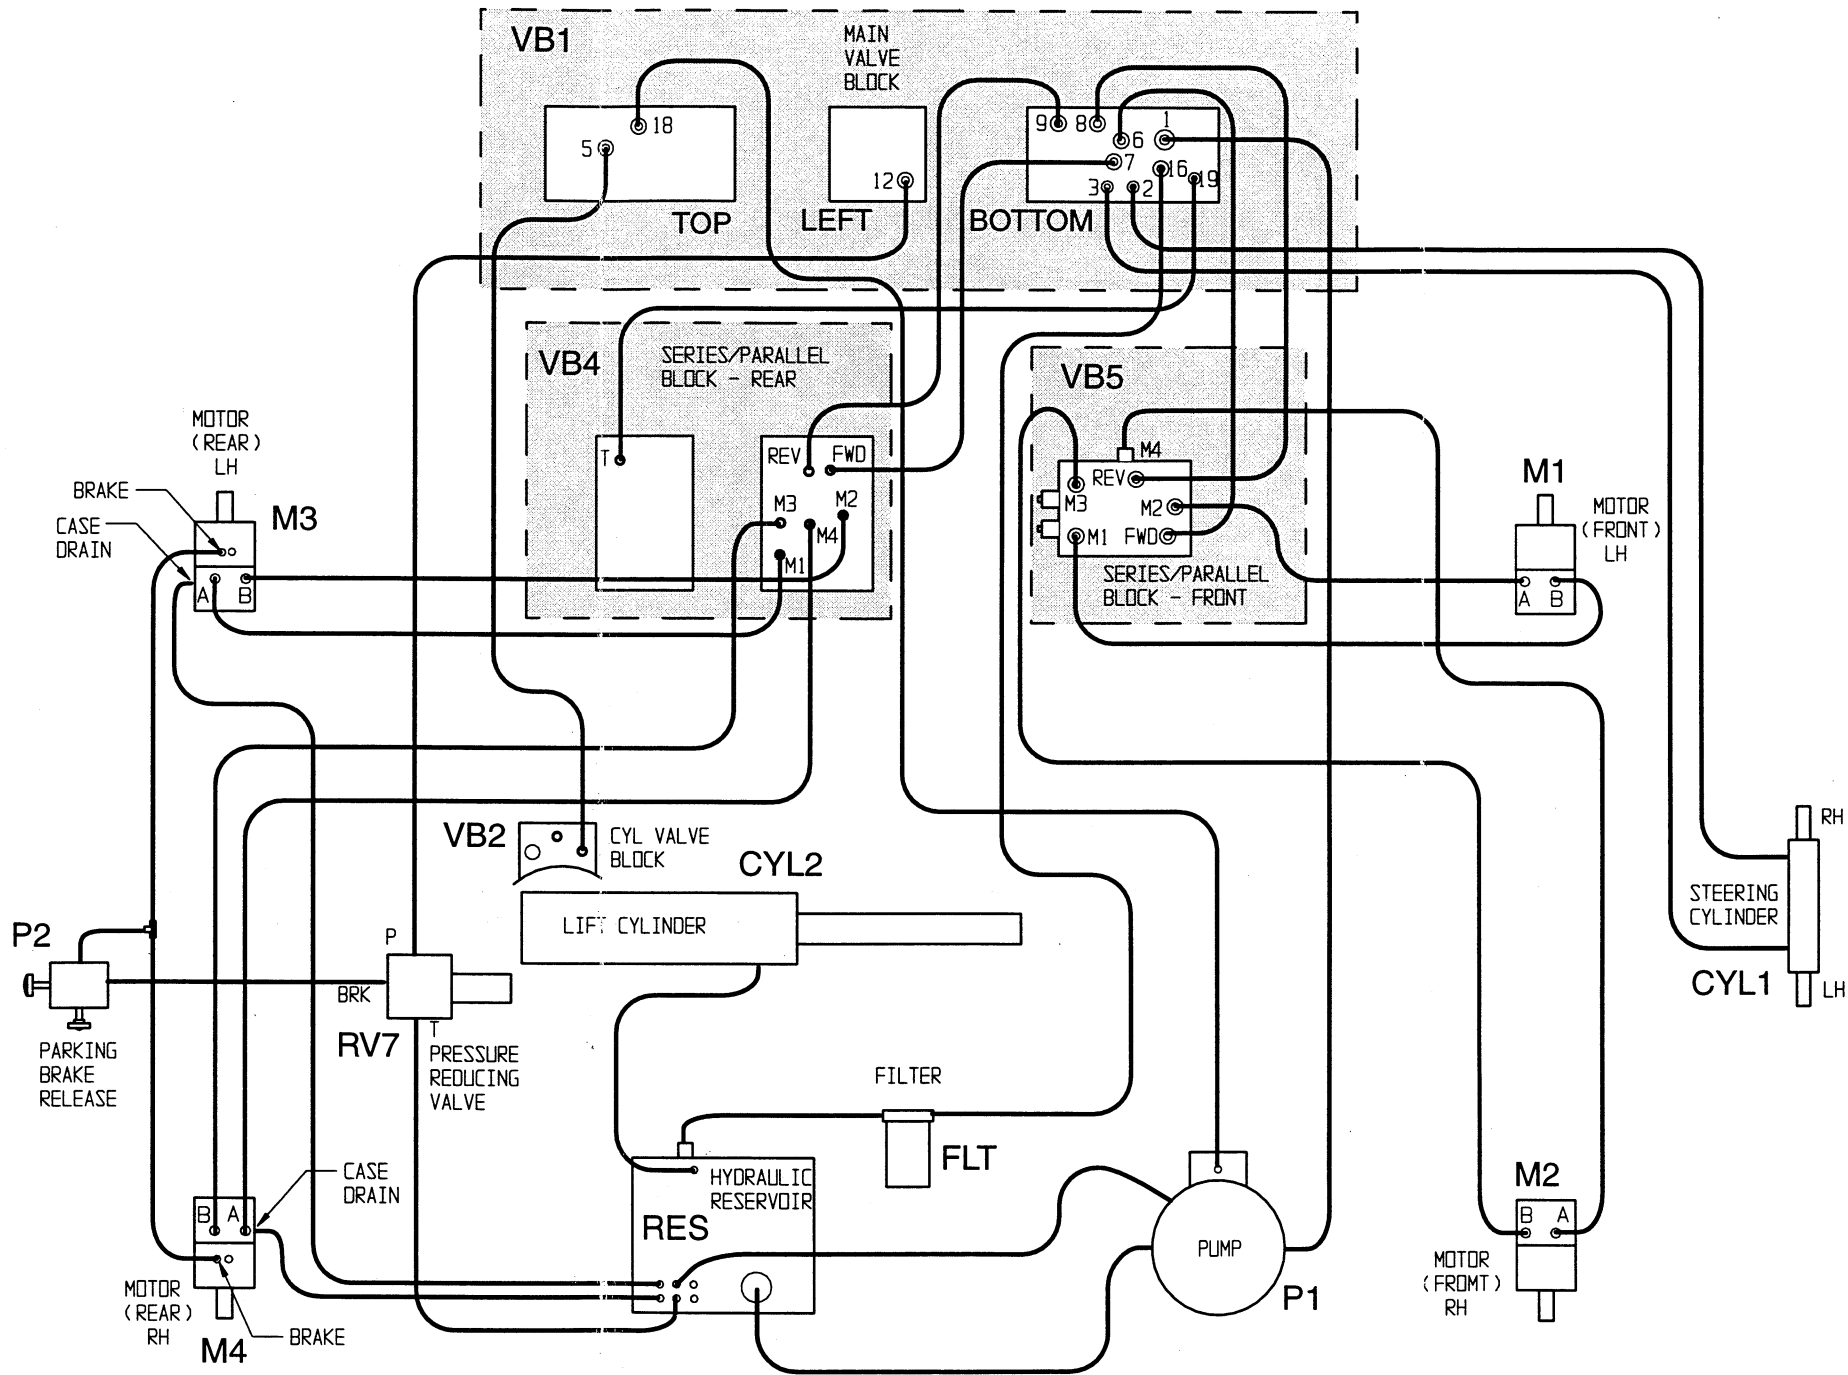 VB1
MAIN
VALVE
BLOCK
18
5
12
9
8
1
6
7
16
19
3
2
TOP
LEFT
BOTTOM
VB4
SERIES/PARALLEL
BLOCK - REAR
VB5
T
REV
FWD
M3
M2
M4
M1
M4
REV
M3
M2
M1
FWD
SERIES/PARALLEL
BLOCK - FRONT
MOTOR
(REAR)
LH
BRAKE
M3
CASE
DRAIN
A
B
M1
MOTOR
(FRONT)
LH
A
B
VB2
CYL VALVE
BLOCK
CYL2
LIFT CYLINDER
RH
STEERING
CYLINDER
CYL1
LH
P2
P
BRK
RV7
T
PRESSURE
REDUCING
VALVE
PARKING
BRAKE
RELEASE
FILTER
FLT
CASE
DRAIN
HYDRAULIC
RESERVOIR
RES
B
A
MOTOR
(REAR)
RH
M4
BRAKE
PUMP
P1
M2
B
A
MOTOR
(FROMT)
RH